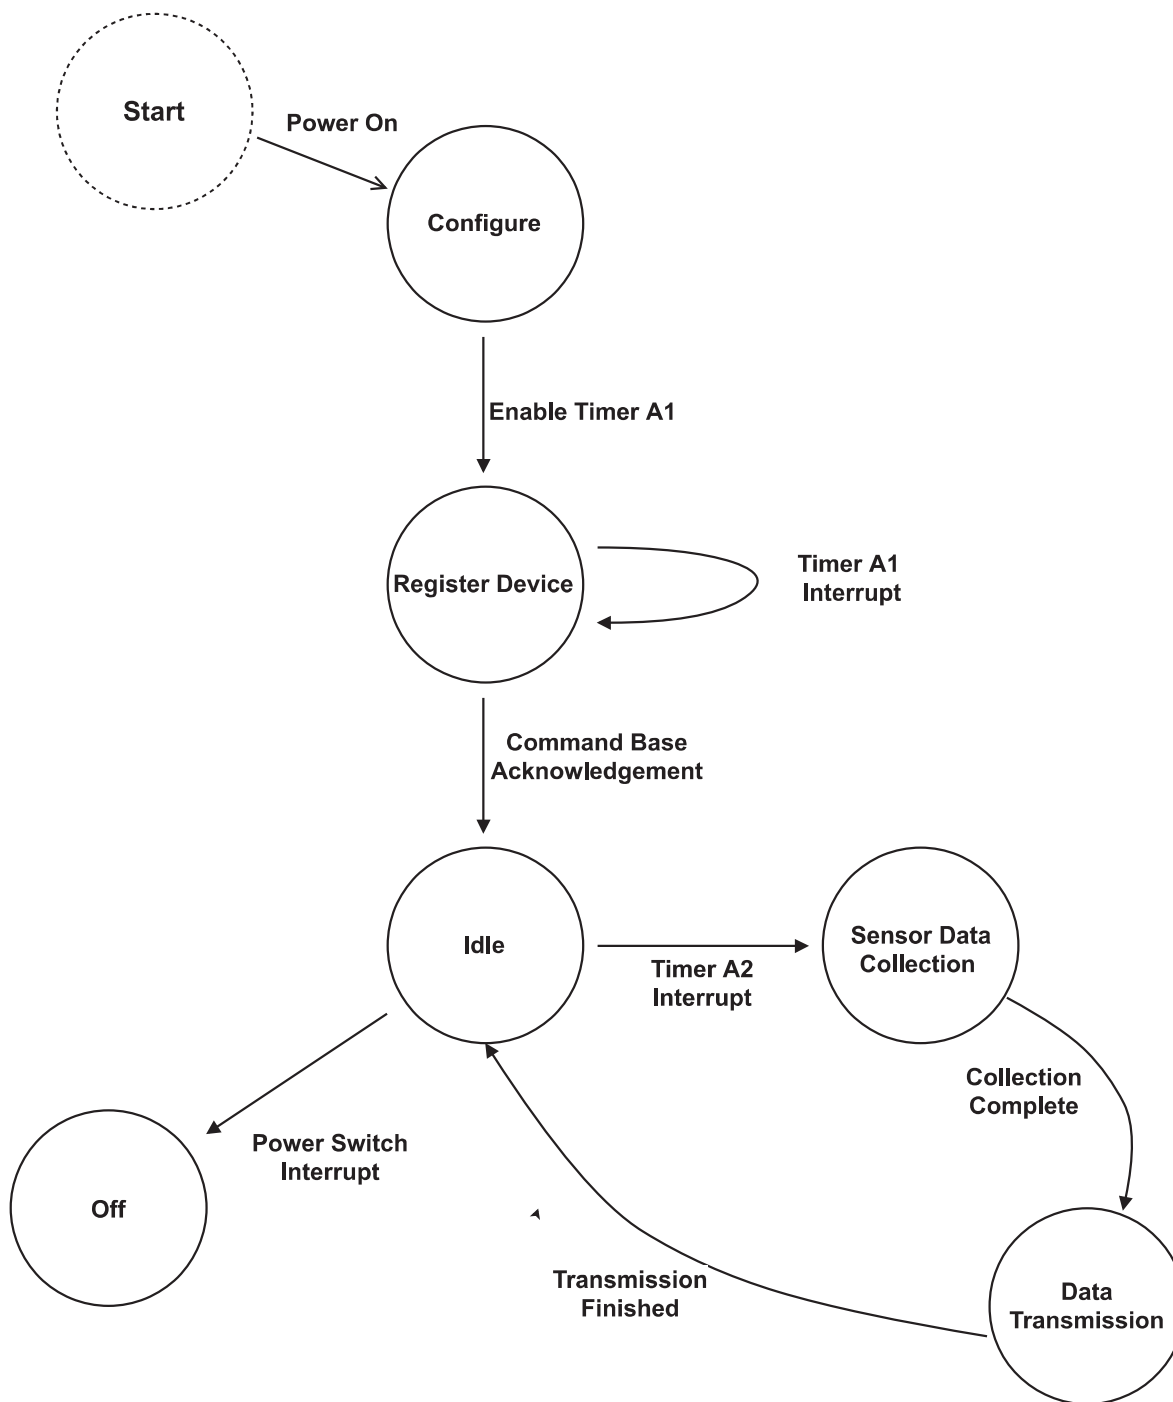 Start
Power On
Configure
Enable Timer A1
Register Device
Timer A1
Interrupt
Command Base
Acknowledgement
Idle
Timer A2
Interrupt
Sensor Data
Collection
Collection
Complete
Power Switch
Interrupt
Off
Transmission
Finished
Data
Transmission